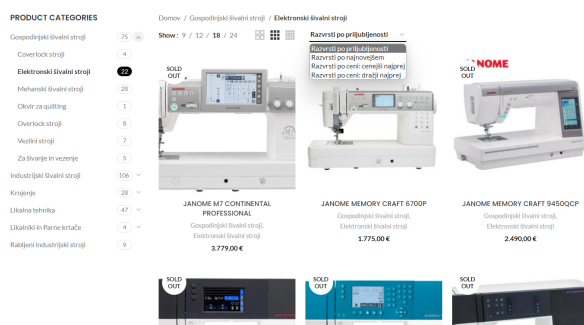 PRODUCT CATEGORIES
Gospodinjski šivalni stroji 75
Coverlock stroji 4
Elektronski šivalni stroji 22
Mehanski šivalni stroji 28
Okvir za quilting 1
Overlock stroji 8
Vezilni stroji 7
Za šivanje in vezenje 5
Industrijski šivalni stroji 106
Krojenje 28
Likalna tehnika 47
Likalniki in Parne krtače 4
Rabljeni industrijski stroji 9
Domov / Gospodinjski šivalni stroji / Elektronski šivalni stroji
Show : 9 / 12 / 18 / 24
Razvrsti po priljubljenosti
Razvrsti po priljubljenosti
Razvrsti po najnovejšem
Razvrsti po ceni: cenejši najprej
Razvrsti po ceni: dražji najprej
SOLD OUT
JANOME M7 CONTINENTAL
PROFESSIONAL
Gospodinjski šivalni stroji,
Elektronski šivalni stroji
3.779,00 €
JANOME MEMORY CRAFT 6700P
Gospodinjski šivalni stroji,
Elektronski šivalni stroji
1.775,00 €
SOLD OUT
JANOME MEMORY CRAFT 9450QCP
Gospodinjski šivalni stroji,
Elektronski šivalni stroji
2.490,00 €
SOLD OUT
SOLD OUT
SOLD OUT